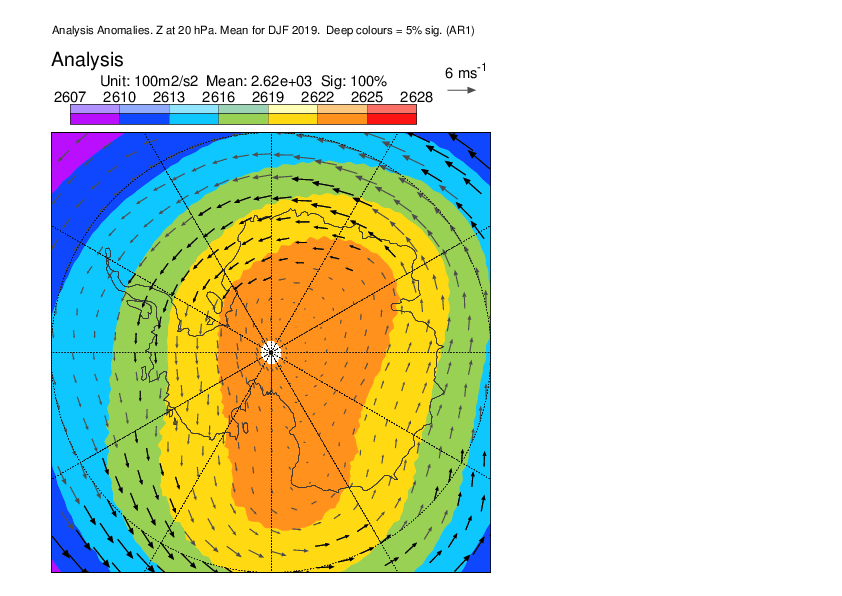 Analysis Anomalies. Z at 20 hPa. Mean for DJF 2019.  Deep colours = 5% sig. (AR1)
Analysis
6 ms-1
Unit: 100m2/s2  Mean: 2.62e+03  Sig: 100%
2607 2610 2613 2616 2619 2622 2625 2628